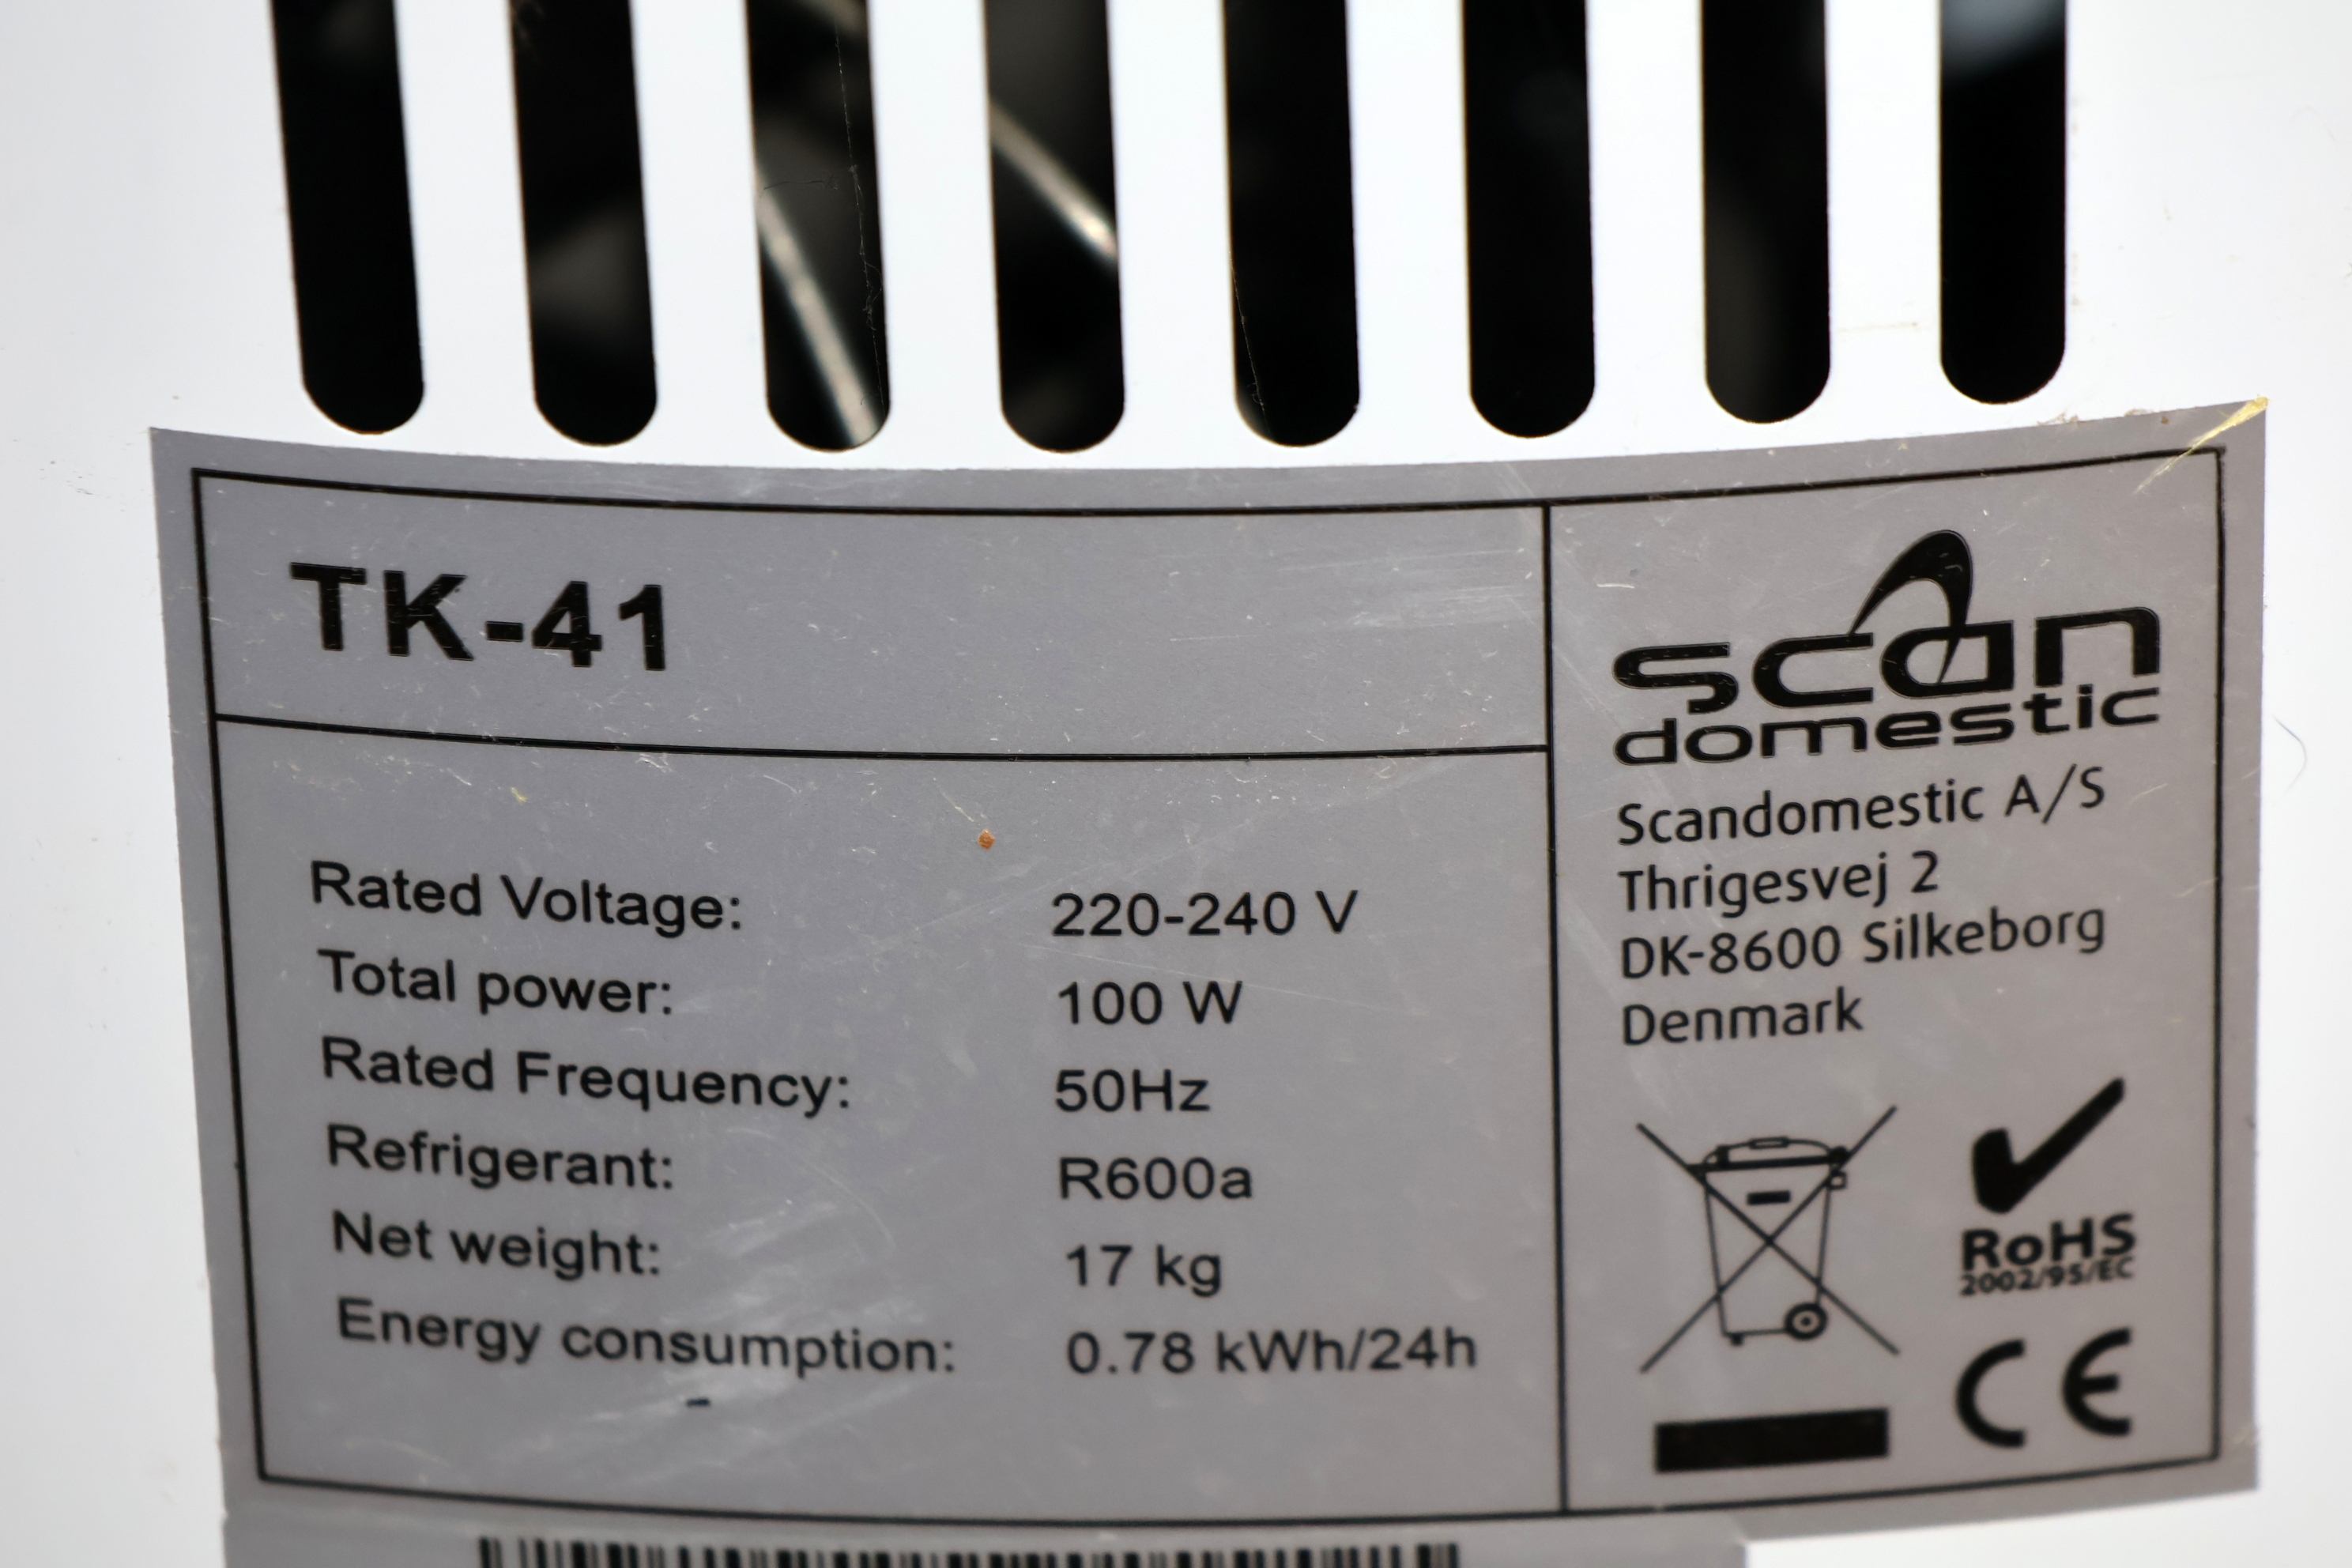 TK-41
Rated Voltage: 220-240 V
Total power: 100 W
Rated Frequency: 50Hz
Refrigerant: R600a
Net weight: 17 kg
Energy consumption: 0.78 kWh/24h
scan
domestic
Scandomestic A/S
Thrigesvej 2
DK-8600 Silkeborg
Denmark
RoHS
2002/95/EC
CE